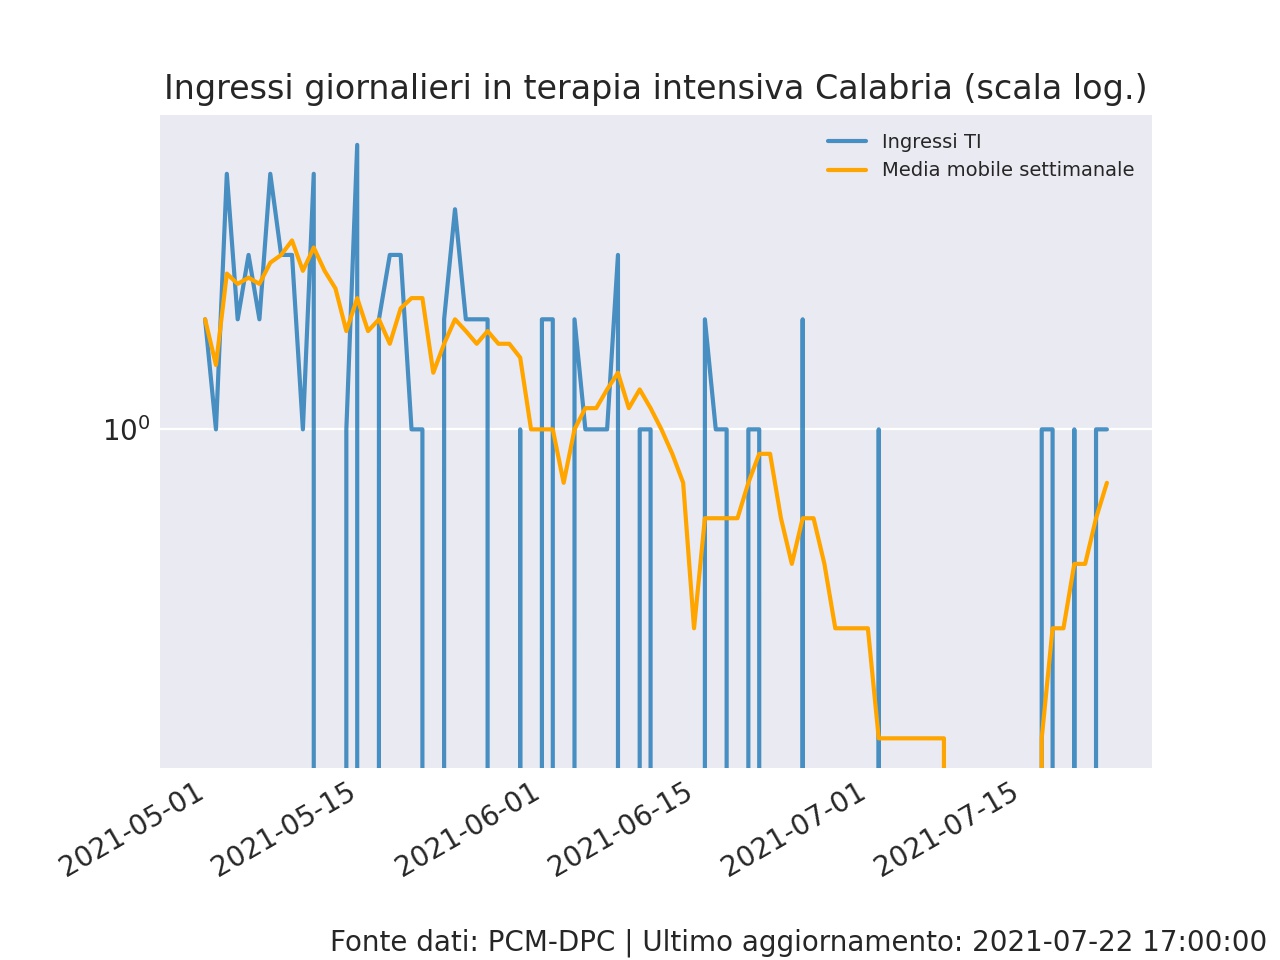 Ingressi giornalieri in terapia intensiva Calabria (scala log.)
Ingressi TI
Media mobile settimanale
10⁰
2021-05-01
2021-05-15
2021-06-01
2021-06-15
2021-07-01
2021-07-15
Fonte dati: PCM-DPC | Ultimo aggiornamento: 2021-07-22 17:00:00